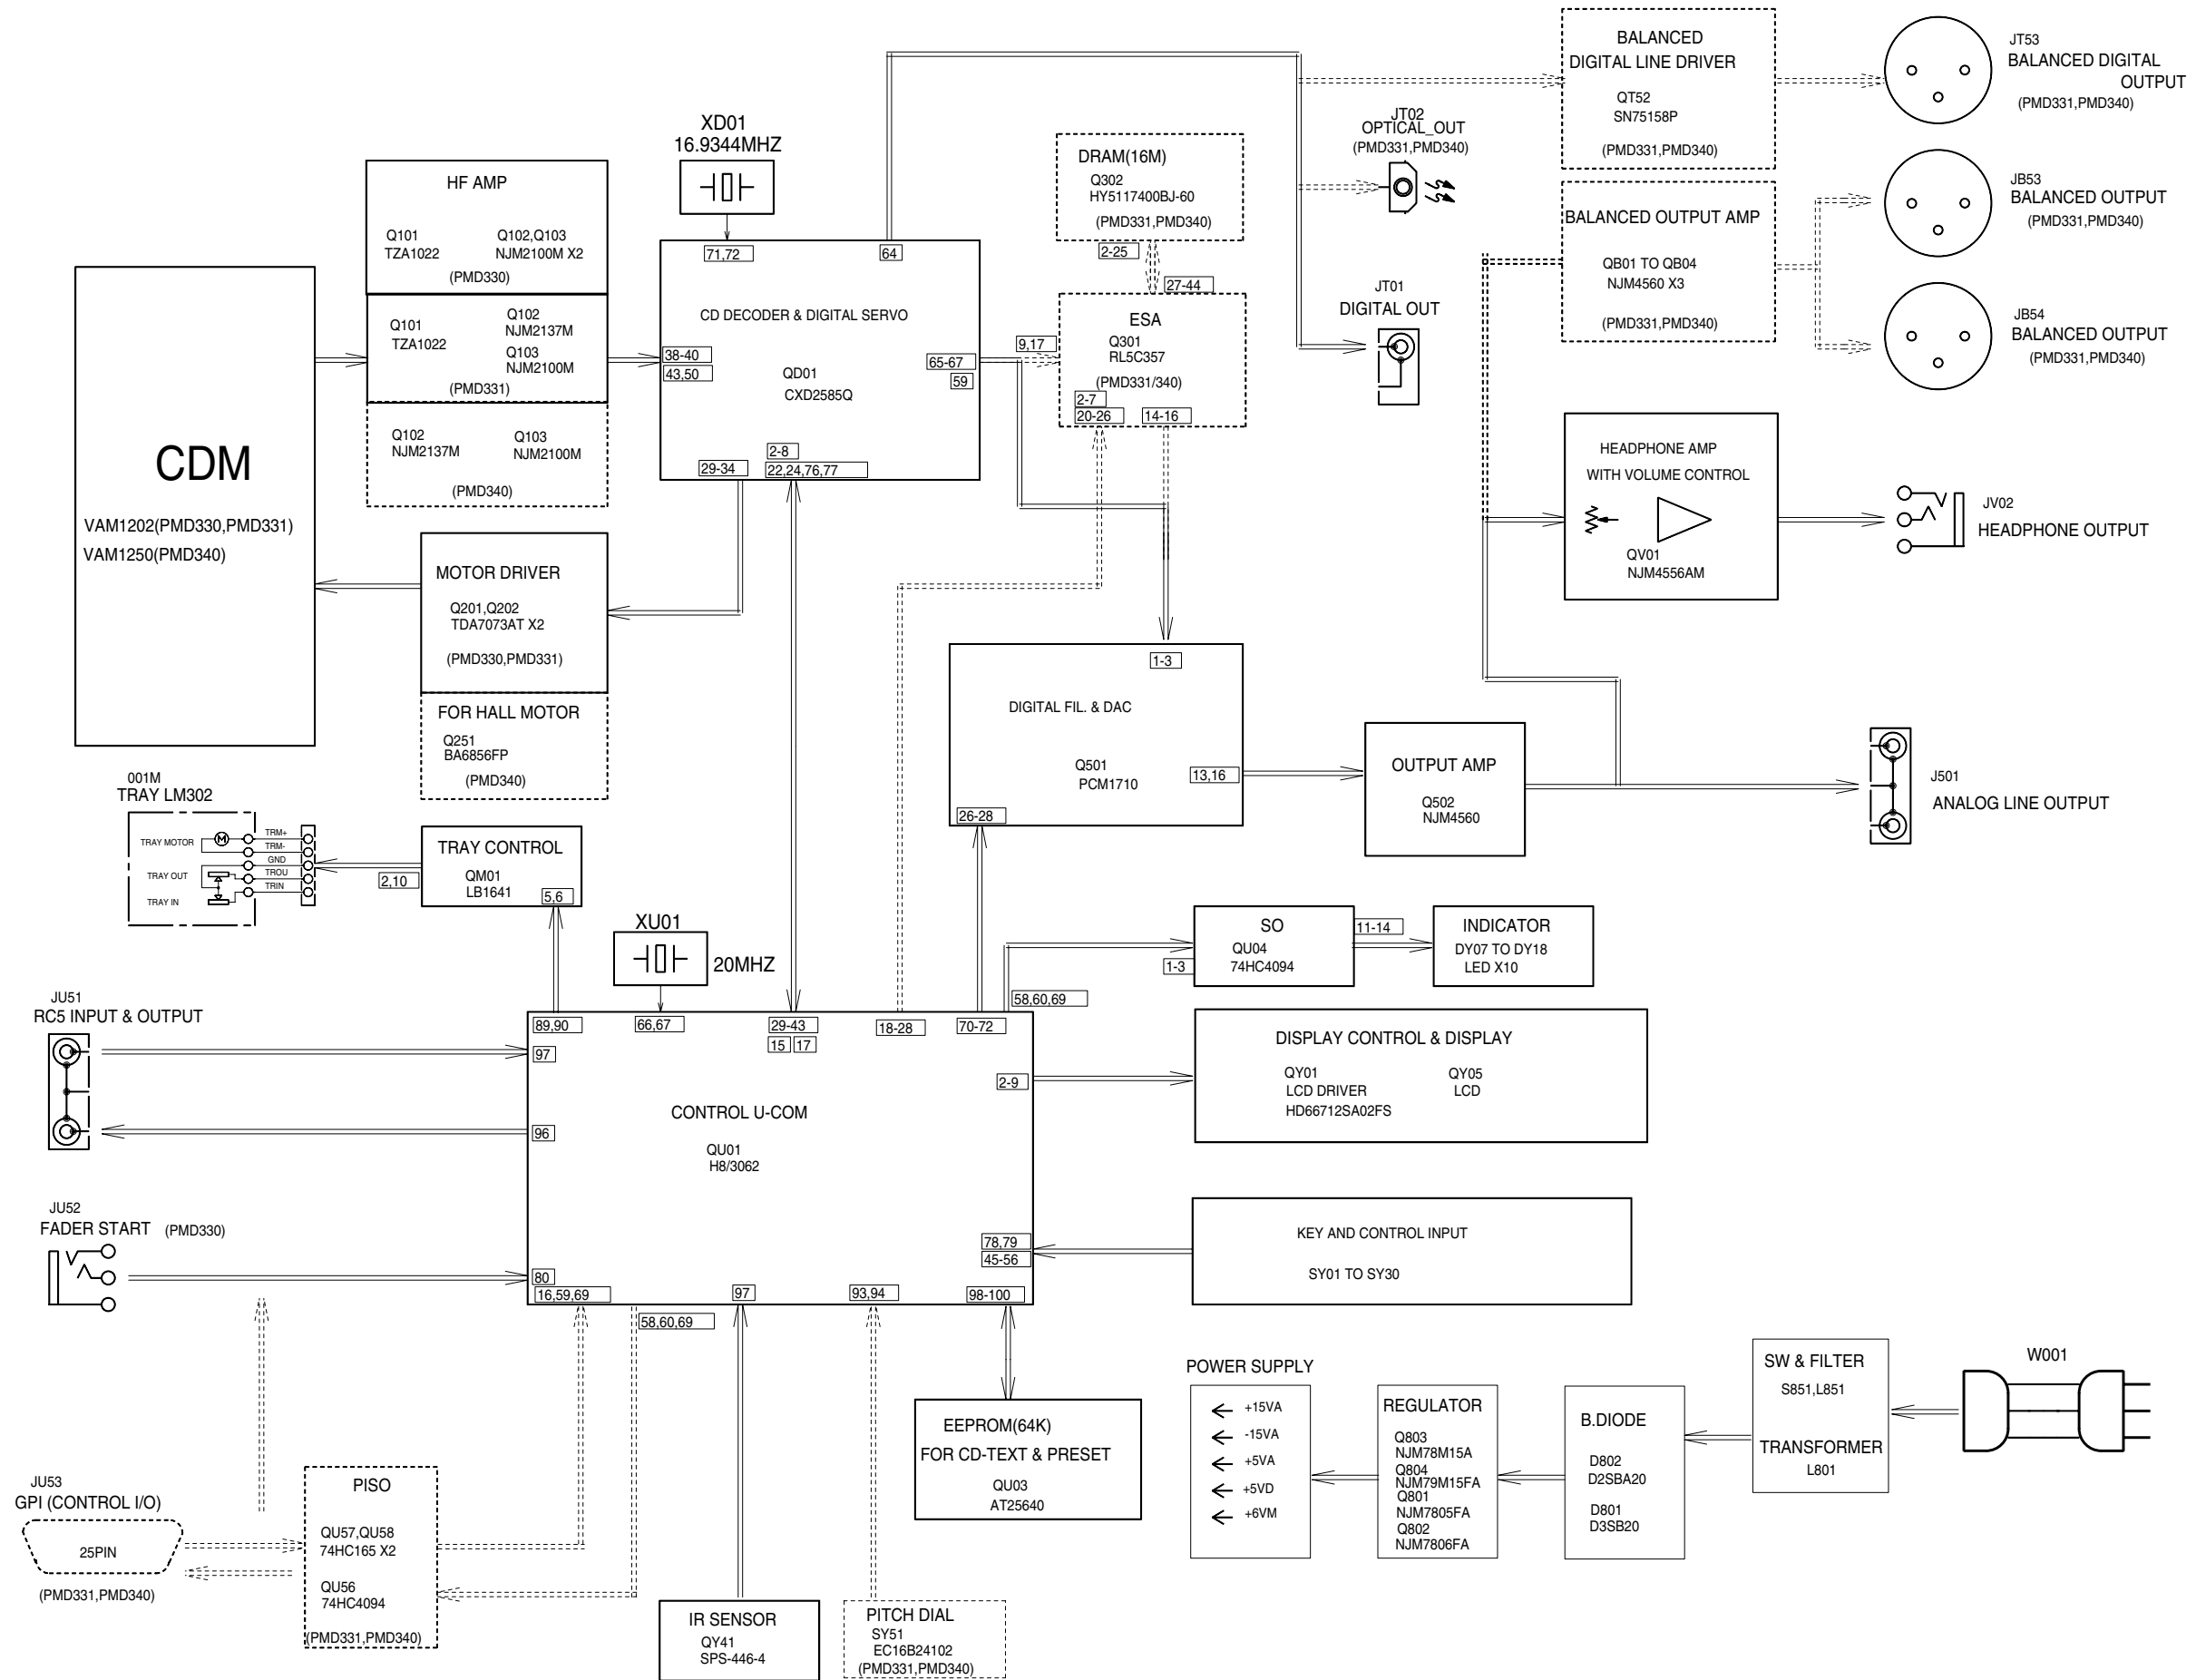 BALANCED
DIGITAL LINE DRIVER
QT52
SN75158P
(PMD331,PMD340)
JT53
BALANCED DIGITAL
OUTPUT
(PMD331,PMD340)
XD01
16.9344MHZ
JT02
OPTICAL_OUT
(PMD331,PMD340)
DRAM(16M)
Q302
HY5117400BJ-60
(PMD331,PMD340)
2-25
27-44
HF AMP
Q101
TZA1022
Q102,Q103
NJM2100M X2
(PMD330)
Q101
TZA1022
Q102
NJM2137M
Q103
NJM2100M
(PMD331)
Q102
NJM2137M
Q103
NJM2100M
(PMD340)
BALANCED OUTPUT AMP
QB01 TO QB04
NJM4560 X3
(PMD331,PMD340)
JB53
BALANCED OUTPUT
(PMD331,PMD340)
JB54
BALANCED OUTPUT
(PMD331,PMD340)
71,72
64
CD DECODER & DIGITAL SERVO
38-40
43,50
QD01
CXD2585Q
65-67
59
2-8
29-34
22,24,76,77
9,17
ESA
Q301
RL5C357
(PMD331/340)
2-7
20-26
14-16
JT01
DIGITAL OUT
CDM
VAM1202(PMD330,PMD331)
VAM1250(PMD340)
HEADPHONE AMP
WITH VOLUME CONTROL
QV01
NJM4556AM
JV02
HEADPHONE OUTPUT
MOTOR DRIVER
Q201,Q202
TDA7073AT X2
(PMD330,PMD331)
FOR HALL MOTOR
Q251
BA6856FP
(PMD340)
1-3
DIGITAL FIL. & DAC
Q501
PCM1710
13,16
26-28
OUTPUT AMP
Q502
NJM4560
J501
ANALOG LINE OUTPUT
001M
TRAY LM302
TRAY MOTOR
M
TRM+
TRM-
GND
TRAY OUT
TROU
TRIN
TRAY IN
2,10
TRAY CONTROL
QM01
LB1641
5,6
XU01
20MHZ
SO
QU04
74HC4094
1-3
11-14
INDICATOR
DY07 TO DY18
LED X10
58,60,69
JU51
RC5 INPUT & OUTPUT
89,90
66,67
29-43
15
17
18-28
70-72
97
2-9
96
CONTROL U-COM
QU01
H8/3062
DISPLAY CONTROL & DISPLAY
QY01
LCD DRIVER
HD66712SA02FS
QY05
LCD
JU52
FADER START (PMD330)
80
16,59,69
58,60,69
97
93,94
98-100
78,79
45-56
KEY AND CONTROL INPUT
SY01 TO SY30
POWER SUPPLY
+15VA
-15VA
+5VA
+5VD
+6VM
REGULATOR
Q803
NJM78M15A
Q804
NJM79M15FA
Q801
NJM7805FA
Q802
NJM7806FA
B.DIODE
D802
D2SBA20
D801
D3SB20
SW & FILTER
S851,L851
TRANSFORMER
L801
W001
EEPROM(64K)
FOR CD-TEXT & PRESET
QU03
AT25640
JU53
GPI (CONTROL I/O)
25PIN
(PMD331,PMD340)
PISO
QU57,QU58
74HC165 X2
QU56
74HC4094
(PMD331,PMD340)
IR SENSOR
QY41
SPS-446-4
PITCH DIAL
SY51
EC16B24102
(PMD331,PMD340)